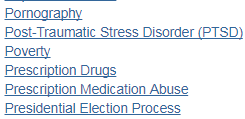 Pornography
Post-Traumatic Stress Disorder (PTSD)
Poverty
Prescription Drugs
Prescription Medication Abuse
Presidential Election Process